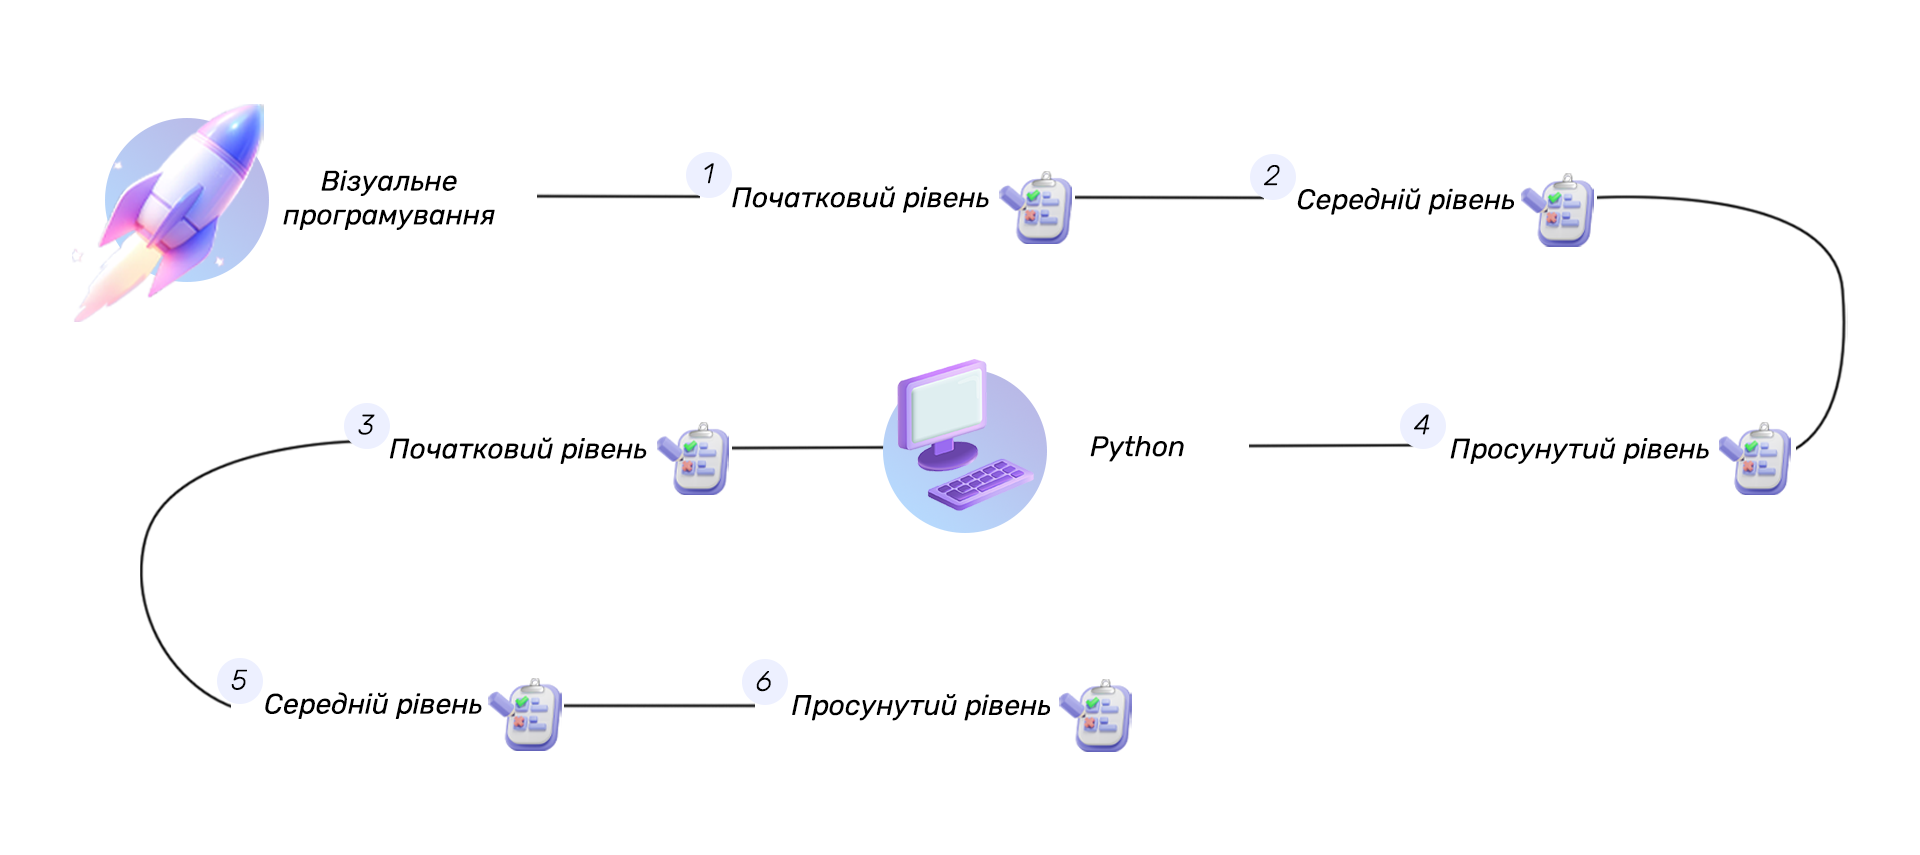 Візуальне
програмування
1
Початковий рівень
2
Середній рівень
3
Початковий рівень
Python
4
Просунутий рівень
5
Середній рівень
6
Просунутий рівень